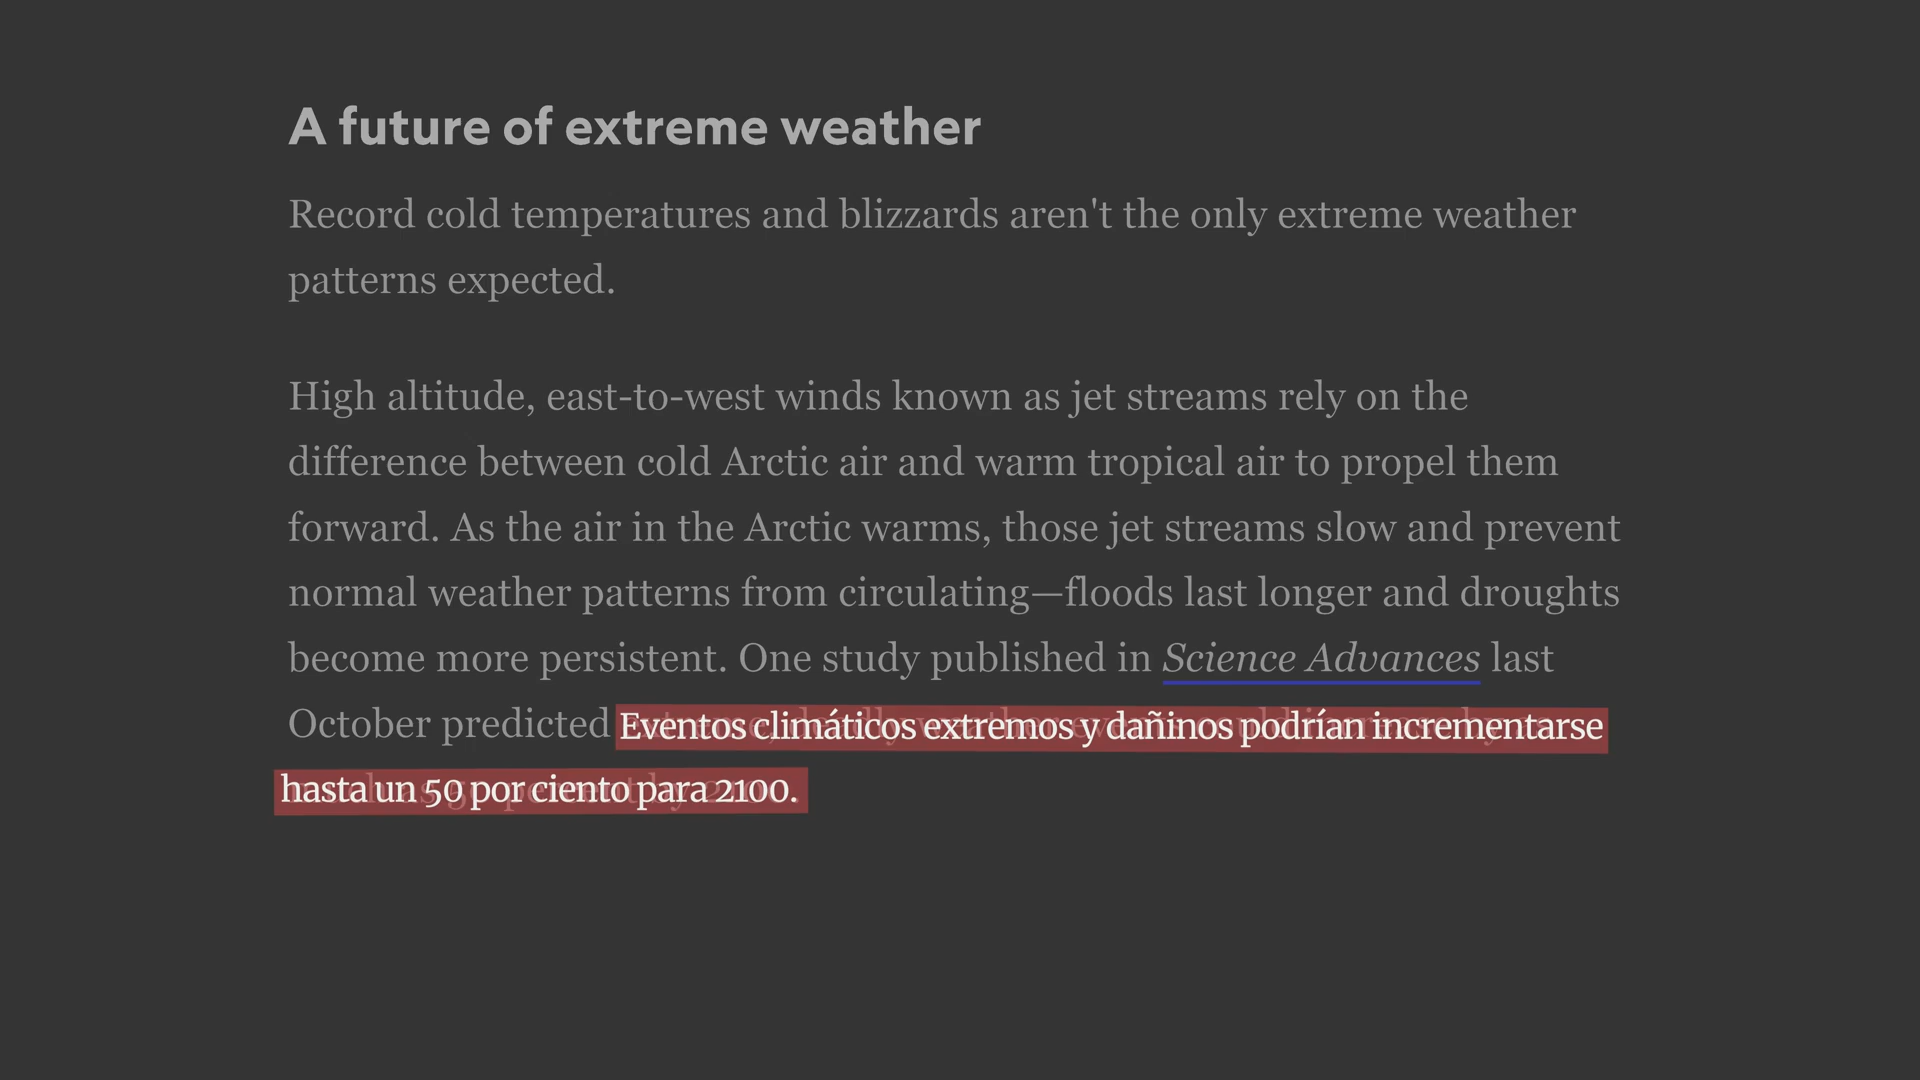 A future of extreme weather
Record cold temperatures and blizzards aren't the only extreme weather
patterns expected.
High altitude, east-to-west winds known as jet streams rely on the
difference between cold Arctic air and warm tropical air to propel them
forward. As the air in the Arctic warms, those jet streams slow and prevent
normal weather patterns from circulating—floods last longer and droughts
become more persistent. One study published in Science Advances last
October predicted Eventos climáticos extremos y dañinos podrían incrementarse
hasta un 50 por ciento para 2100.